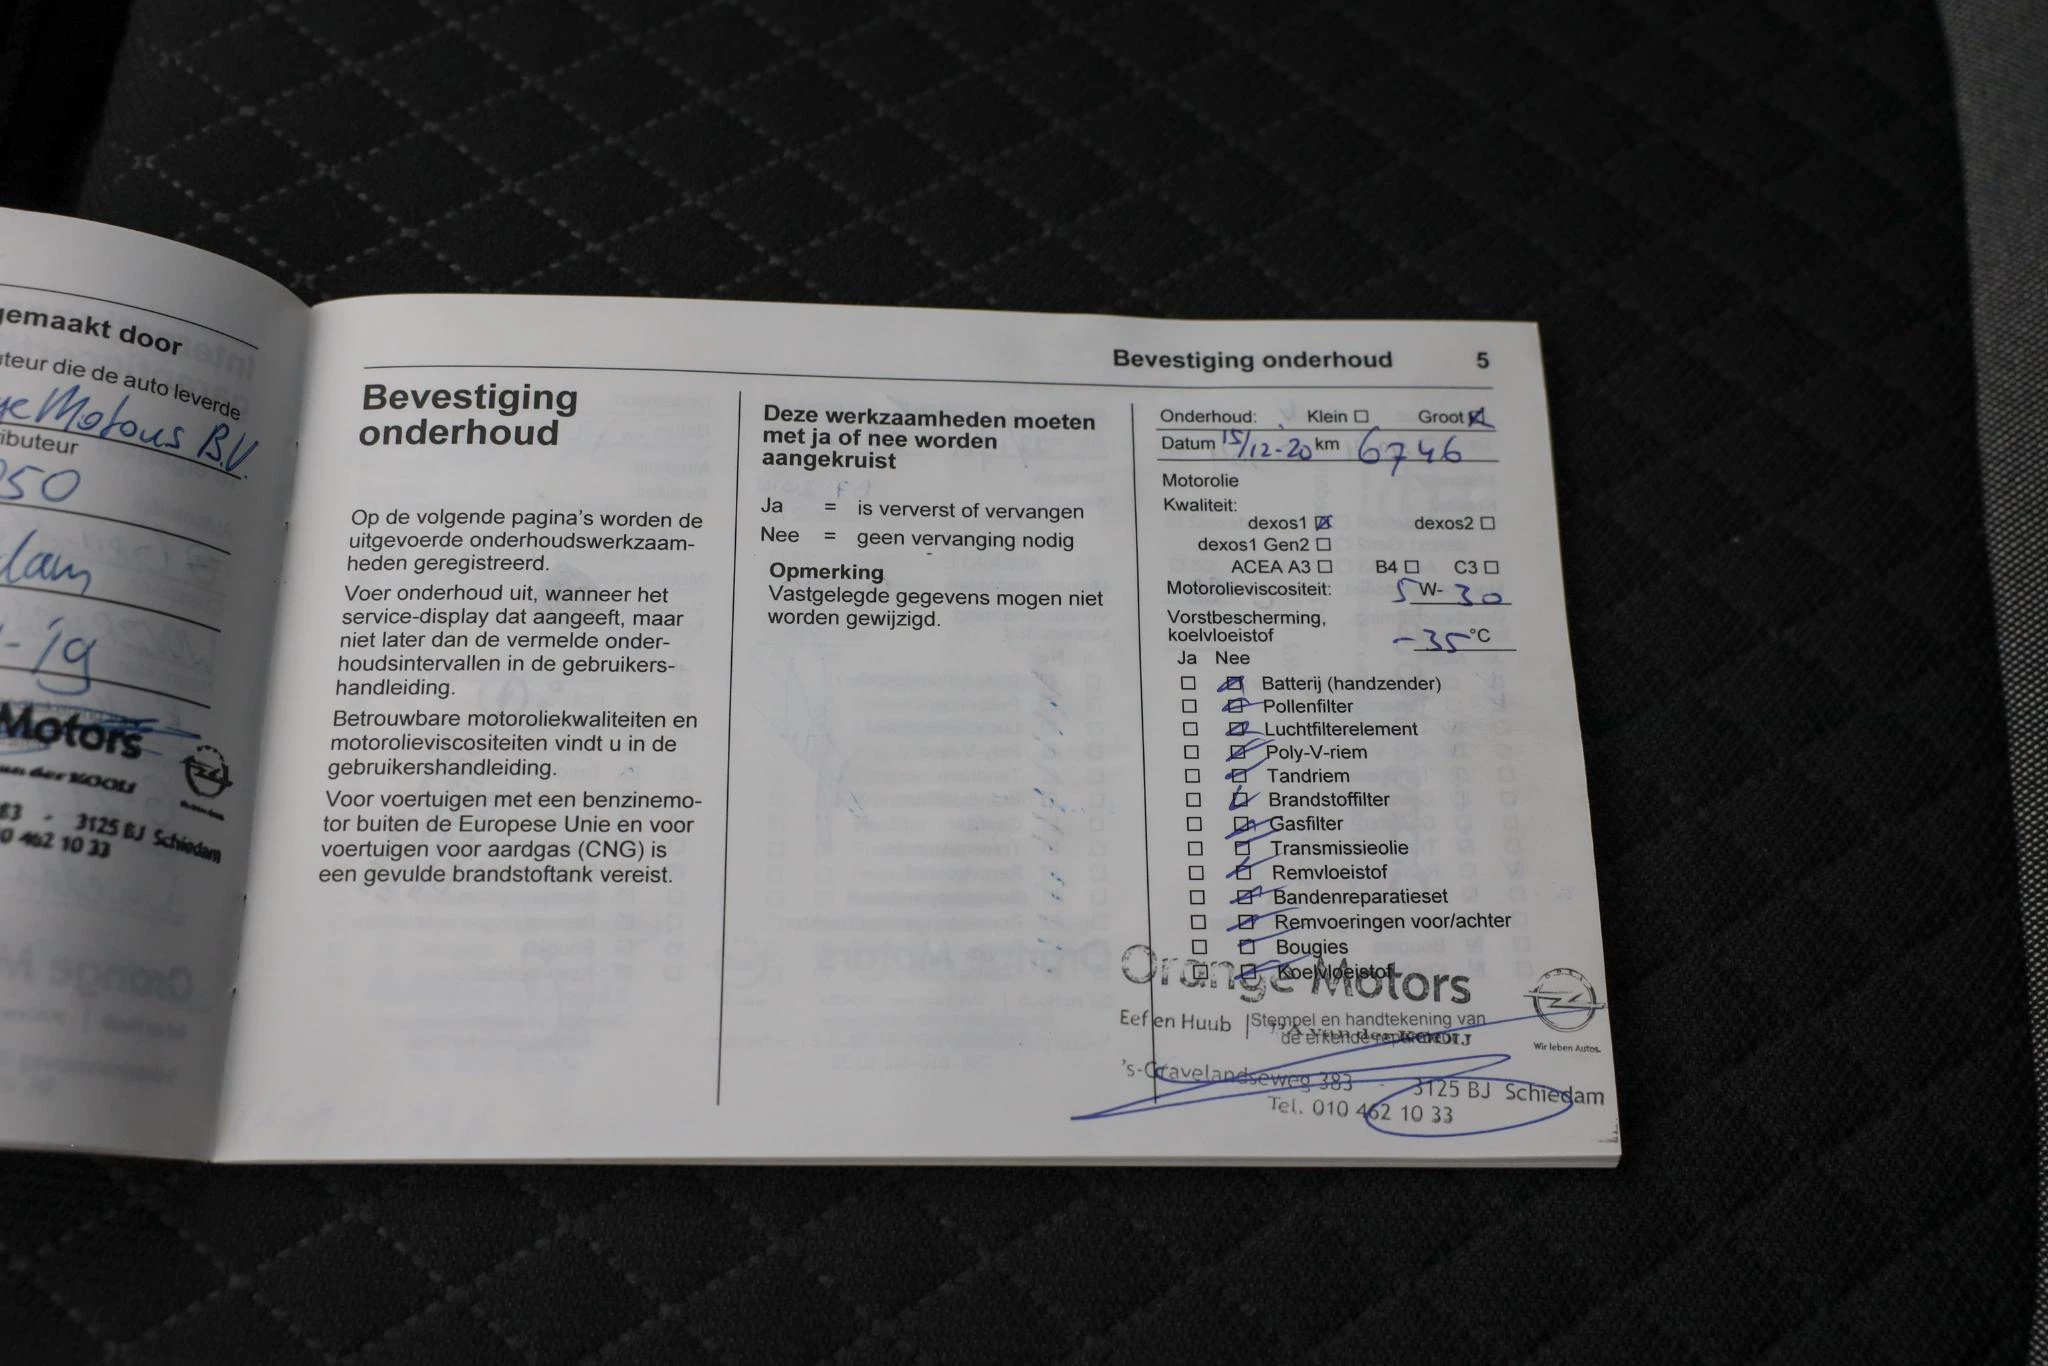 gemaakt door
uteur die de auto leverde
ge Motors B.V.
ributeur
250
dam
-'19
Motors
383 - 3125 BJ Schiedam
0 462 10 33
Bevestiging onderhoud 5
Bevestiging
onderhoud
Op de volgende pagina's worden de
uitgevoerde onderhoudswerkzaam-
heden geregistreerd.
Voer onderhoud uit, wanneer het
service-display dat aangeeft, maar
niet later dan de vermelde onder-
houdsintervallen in de gebruikers-
handleiding.
Betrouwbare motoroliekwaliteiten en
motorolieviscositeiten vindt u in de
gebruikershandleiding.
Voor voertuigen met een benzinemo-
tor buiten de Europese Unie en voor
voertuigen voor aardgas (CNG) is
een gevulde brandstoftank vereist.
Deze werkzaamheden moeten
met ja of nee worden
aangekruist
Ja = is ververst of vervangen
Nee = geen vervanging nodig
Opmerking
Vastgelegde gegevens mogen niet
worden gewijzigd.
Onderhoud: Klein Groot
Datum 15/12-20 km 6746
Motorolie
Kwaliteit:
dexos1 dexos2
dexos1 Gen2
ACEA A3 B4 C3
Motorolieviscositeit: 5 W- 30
Vorstbescherming,
koelvloeistof -35 °C
Ja Nee
Batterij (handzender)
Pollenfilter
Luchtfilterelement
Poly-V-riem
Tandriem
Brandstoffilter
Gasfilter
Transmissieolie
Remvloeistof
Bandenreparatieset
Remvoeringen voor/achter
Bougies
Koelvloeistof
Orange Motors
Eef en Huub
Stempel en handtekening van
de erkende reparateur
van der KOOIJ
Wir leben Autos.
's-Gravelandseweg 383 - 3125 BJ Schiedam
Tel. 010 462 10 33